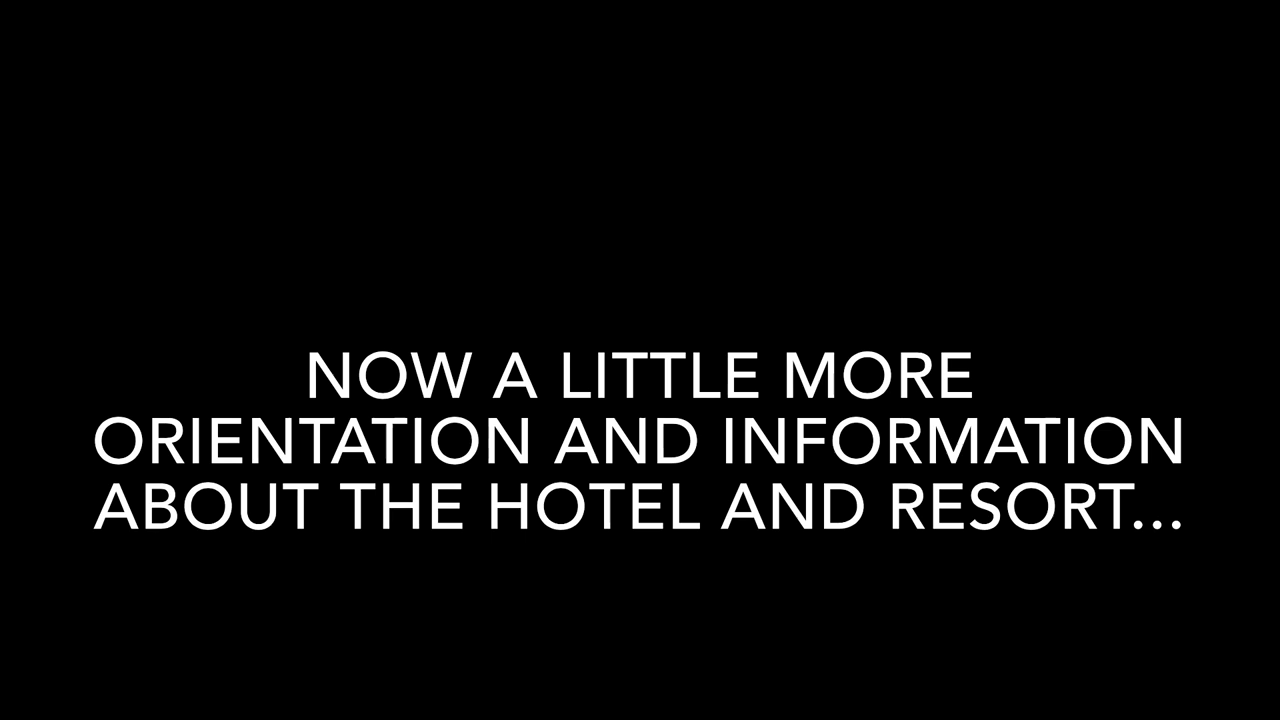 NOW A LITTLE MORE
ORIENTATION AND INFORMATION
ABOUT THE HOTEL AND RESORT...